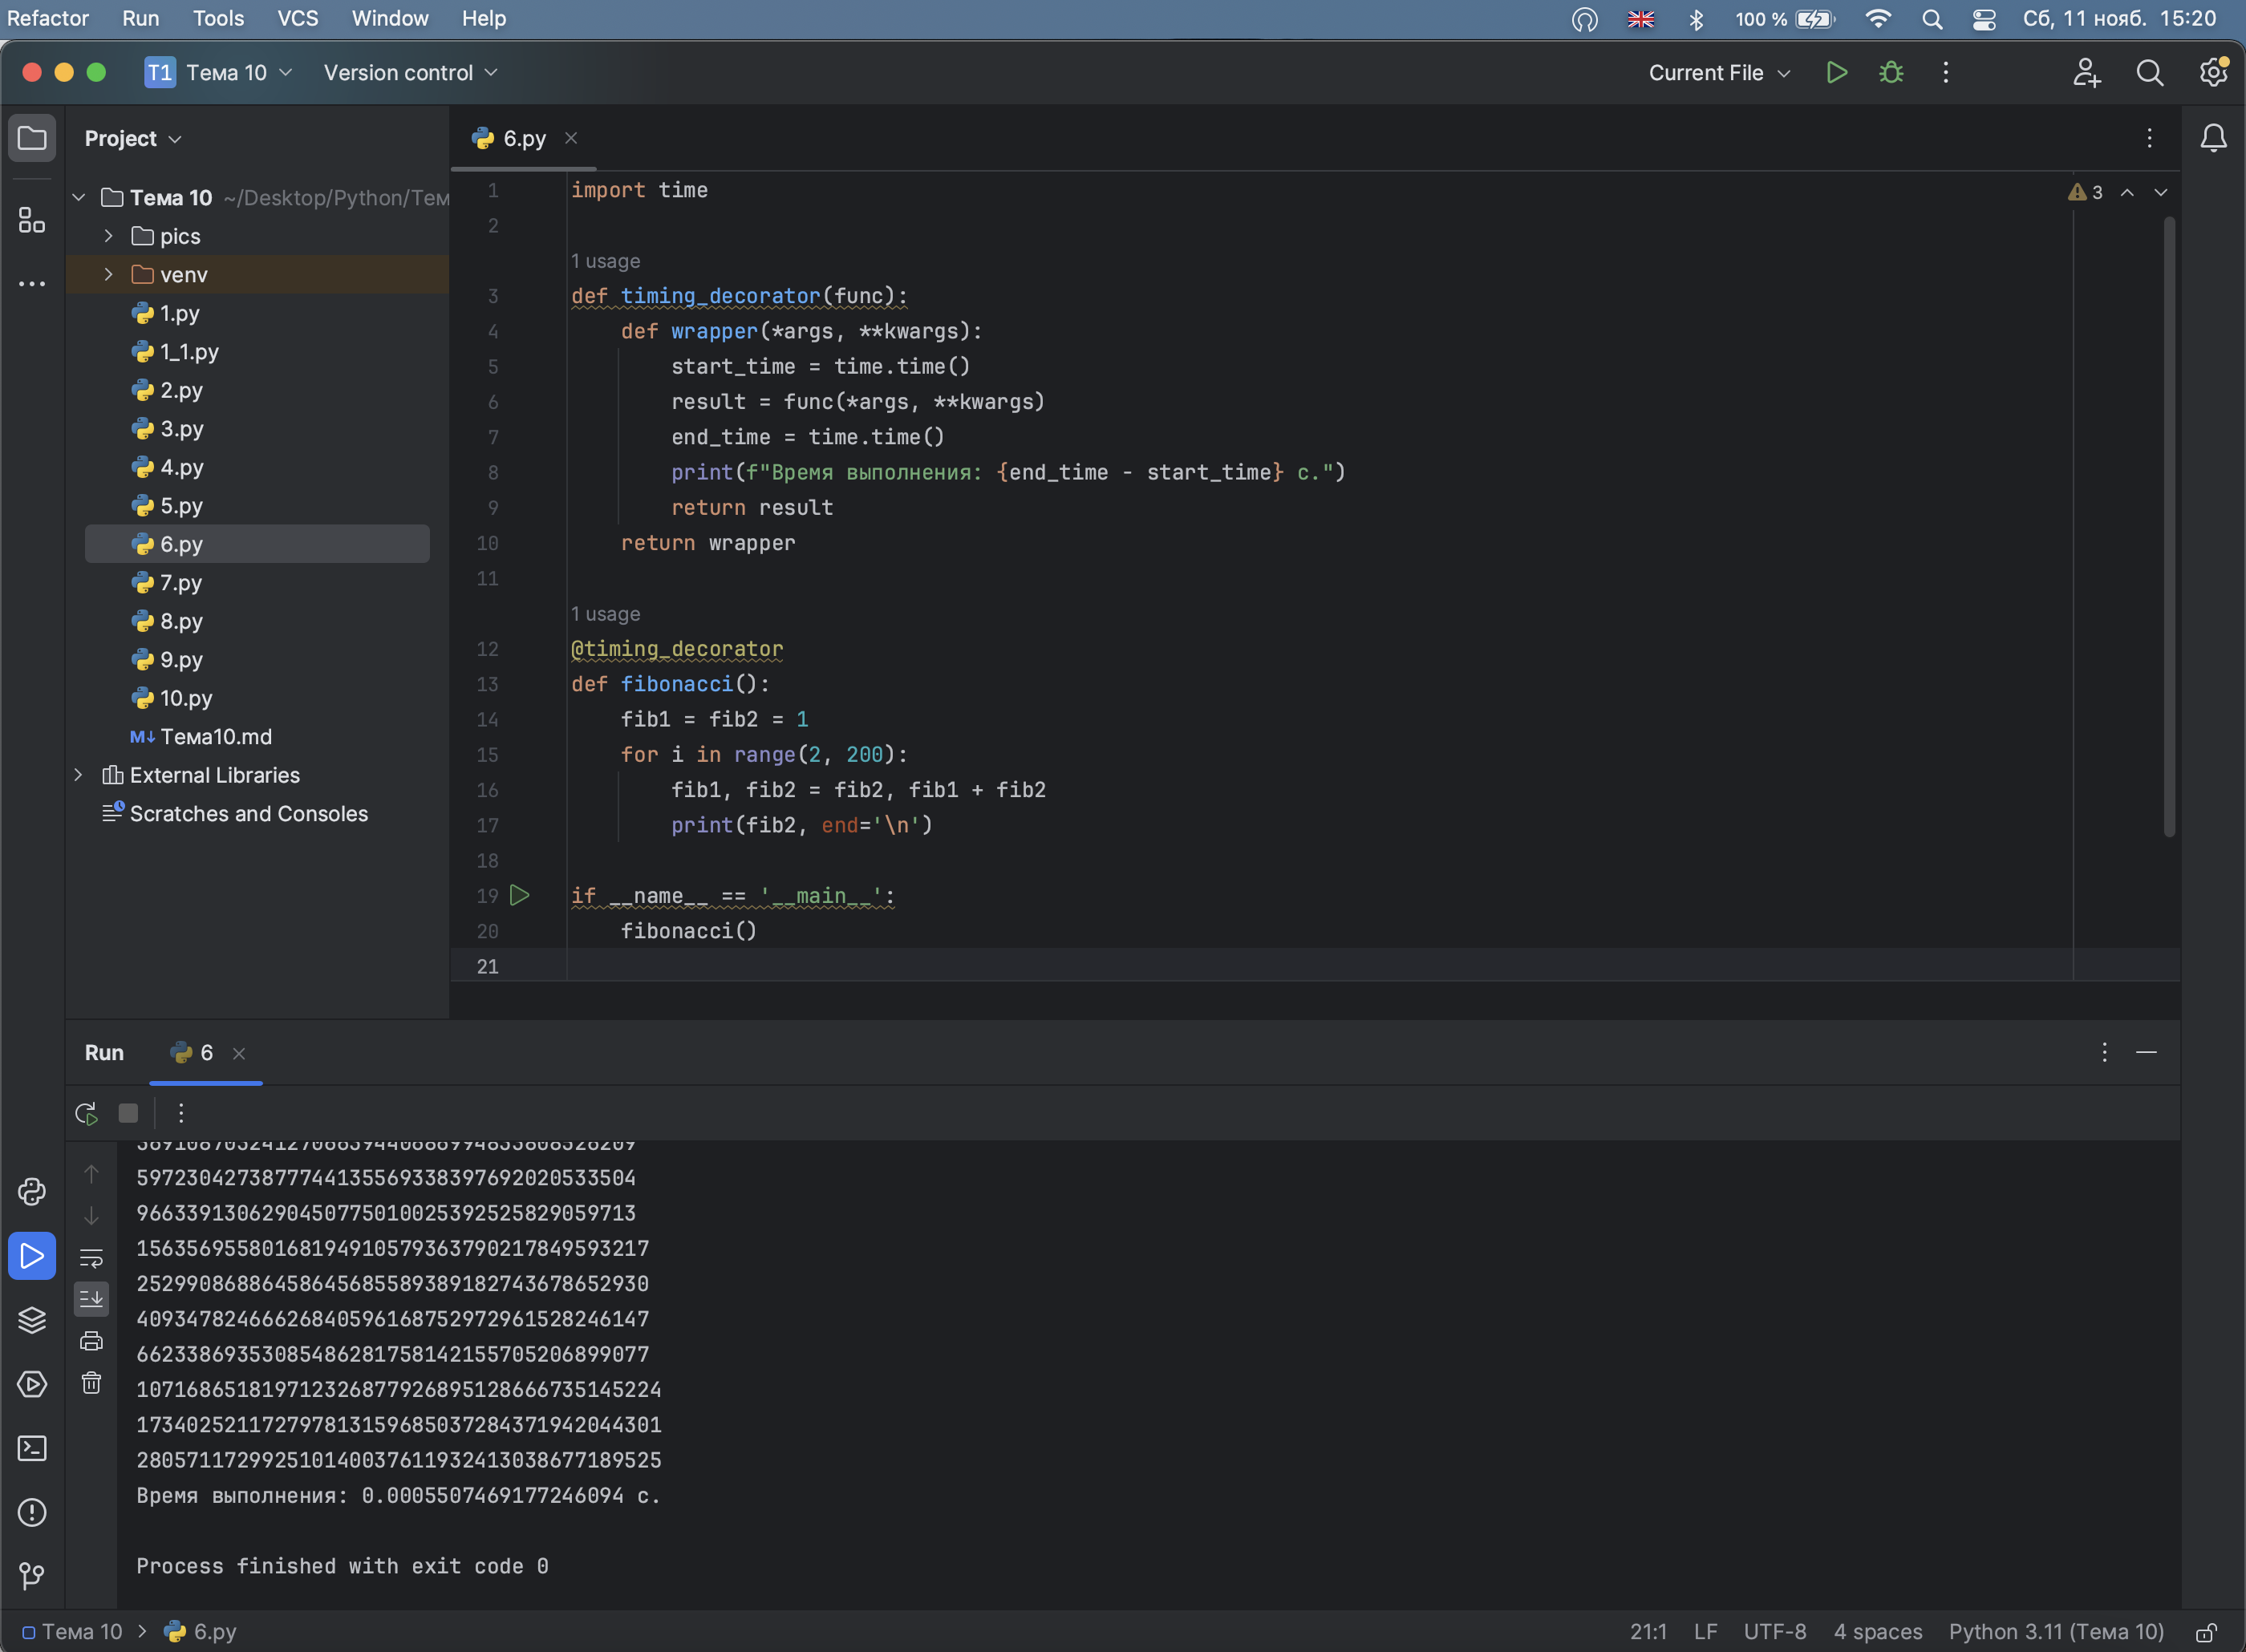 Refactor Run Tools VCS Window Help 100 % Сб, 11 нояб. 15:20
T1 Тема 10 Version control Current File
Project
6.py
Тема 10 ~/Desktop/Python/Тем
pics
venv
1.py
1_1.py
2.py
3.py
4.py
5.py
6.py
7.py
8.py
9.py
10.py
M↓ Тема10.md
External Libraries
Scratches and Consoles
3
1 import time
2
1 usage
3 def timing_decorator(func):
4 def wrapper(*args, **kwargs):
5 start_time = time.time()
6 result = func(*args, **kwargs)
7 end_time = time.time()
8 print(f"Время выполнения: {end_time - start_time} с.")
9 return result
10 return wrapper
11
1 usage
12 @timing_decorator
13 def fibonacci():
14 fib1 = fib2 = 1
15 for i in range(2, 200):
16 fib1, fib2 = fib2, fib1 + fib2
17 print(fib2, end='\n')
18
19 if __name__ == '__main__':
20 fibonacci()
21
Run 6
5972304273877744135569338397692020533504
9663391306290450775010025392525829059713
15635695580168194910579363790217849593217
25299086886458645685589389182743678652930
40934782466626840596168752972961528246147
66233869353085486281758142155705206899077
107168651819712326877926895128666735145224
173402521172797813159685037284371942044301
280571172992510140037611932413038677189525
Время выполнения: 0.0005507469177246094 с.
Process finished with exit code 0
Тема 10 6.py 21:1 LF UTF-8 4 spaces Python 3.11 (Тема 10)